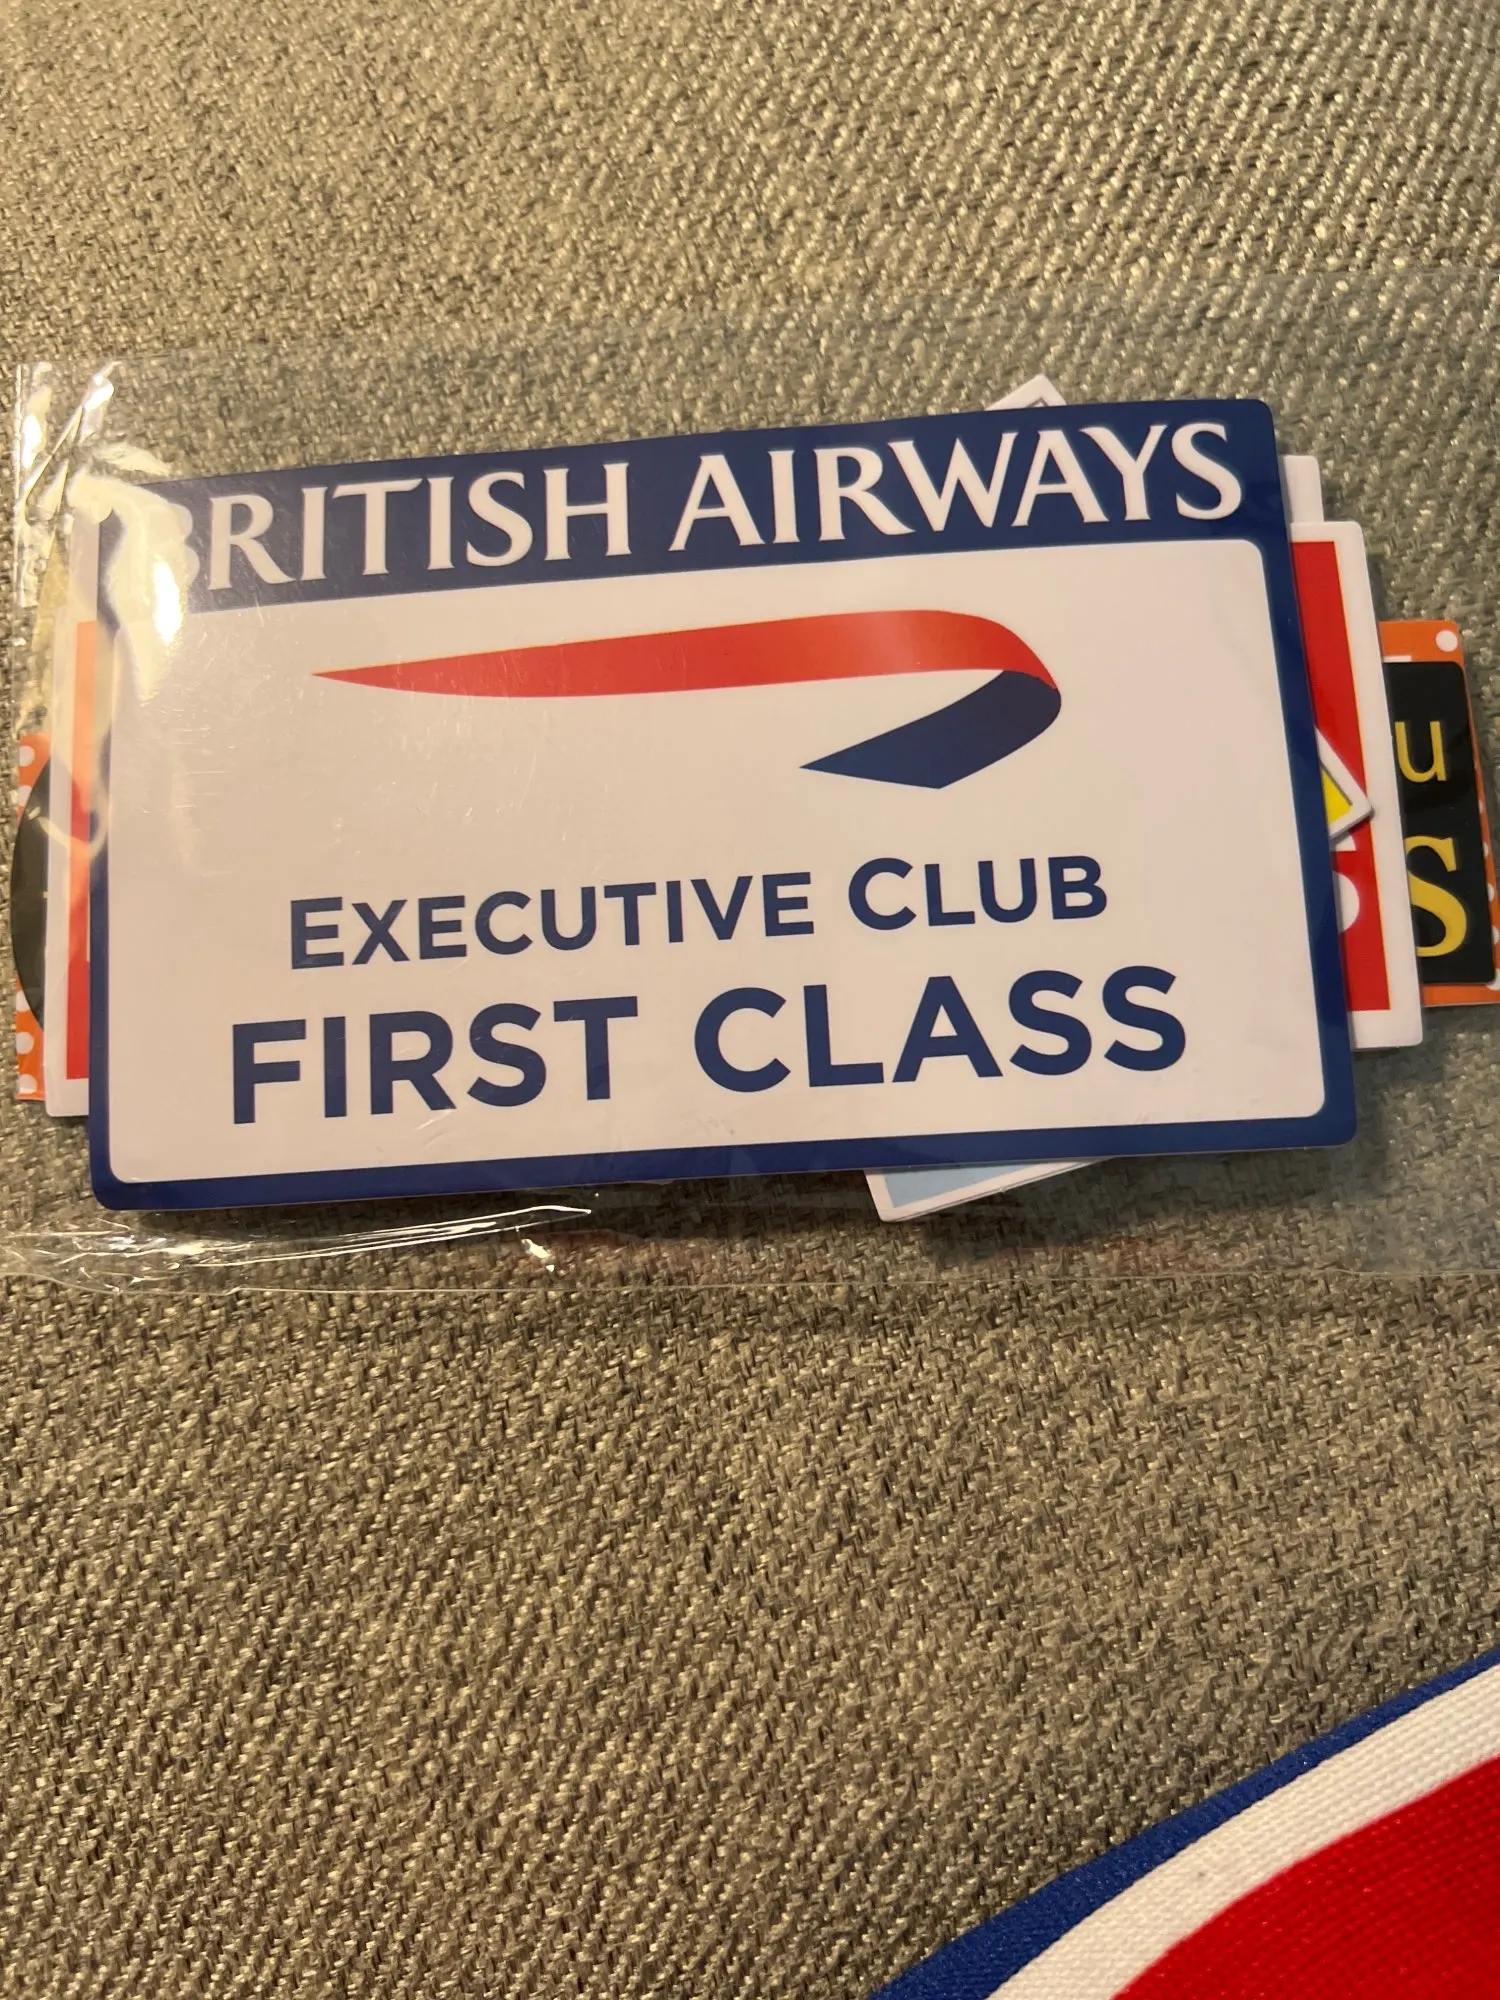 BRITISH AIRWAYS
EXECUTIVE CLUB
FIRST CLASS
u
S